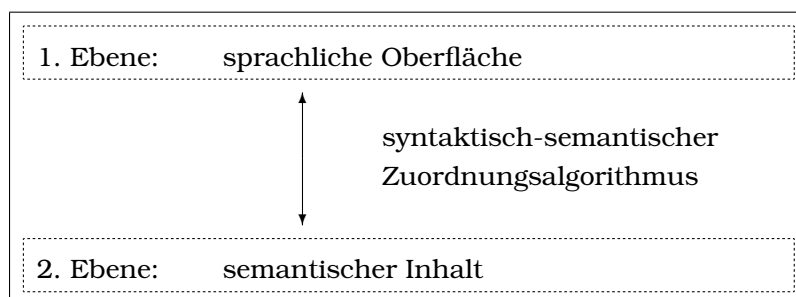 1. Ebene: sprachliche Oberfläche
syntaktisch-semantischer
Zuordnungsalgorithmus
2. Ebene: semantischer Inhalt